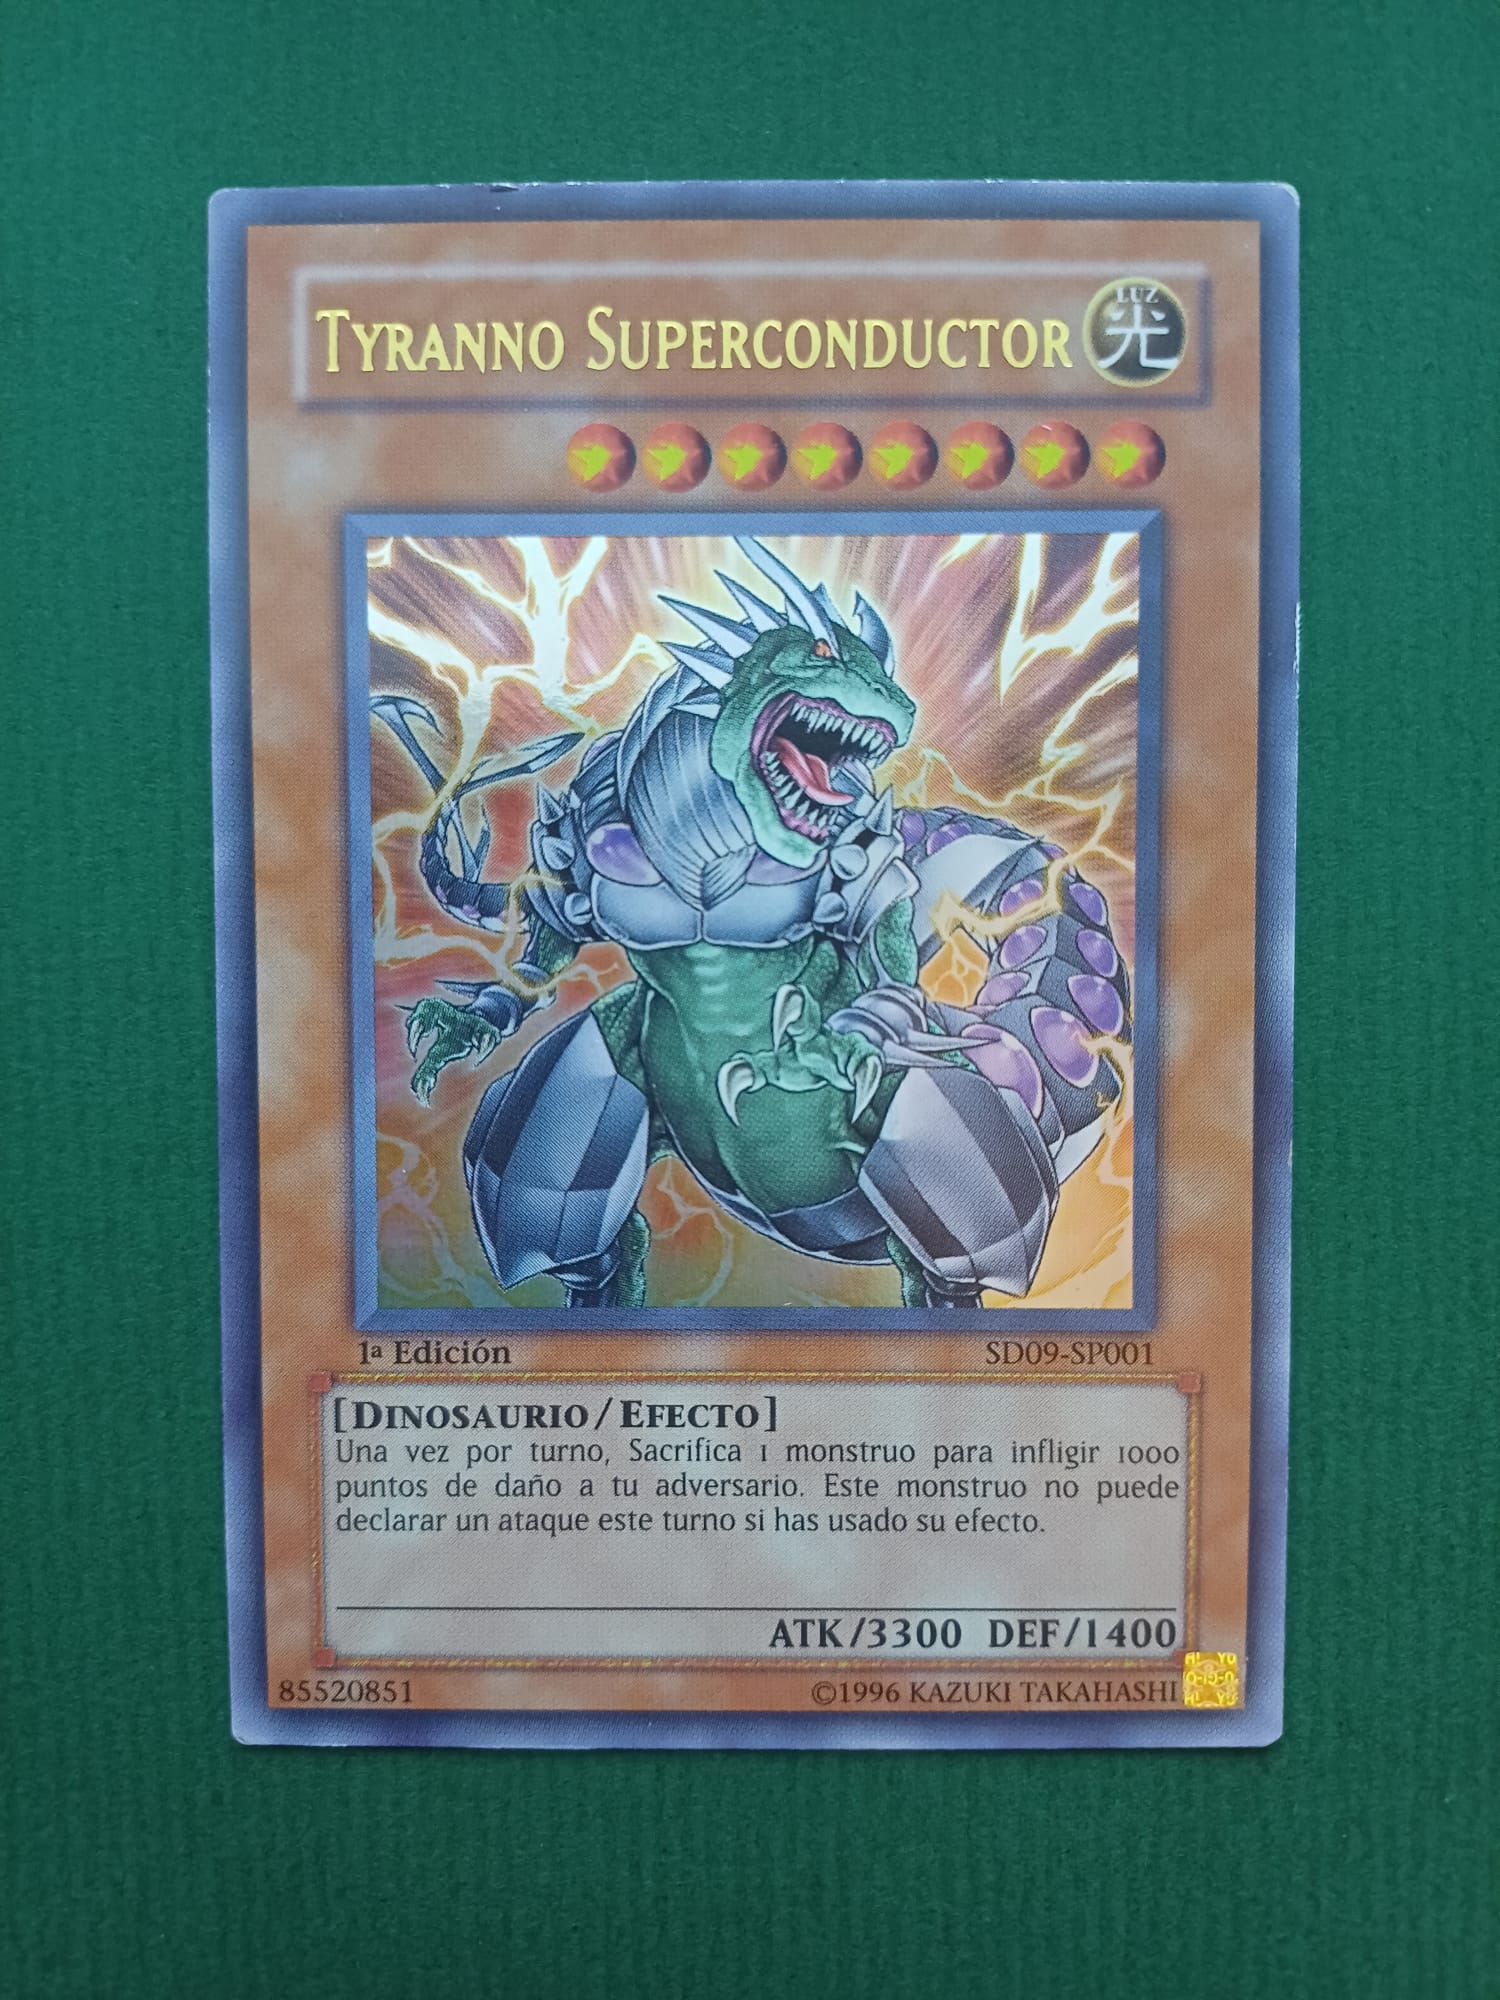 TYRANNO SUPERCONDUCTOR
LUZ
光
1ª Edición
SD09-SP001
[DINOSAURIO/EFECTO]
Una vez por turno, Sacrifica 1 monstruo para infligir 1000
puntos de daño a tu adversario. Este monstruo no puede
declarar un ataque este turno si has usado su efecto.
ATK/3300 DEF/1400
85520851
©1996 KAZUKI TAKAHASHI